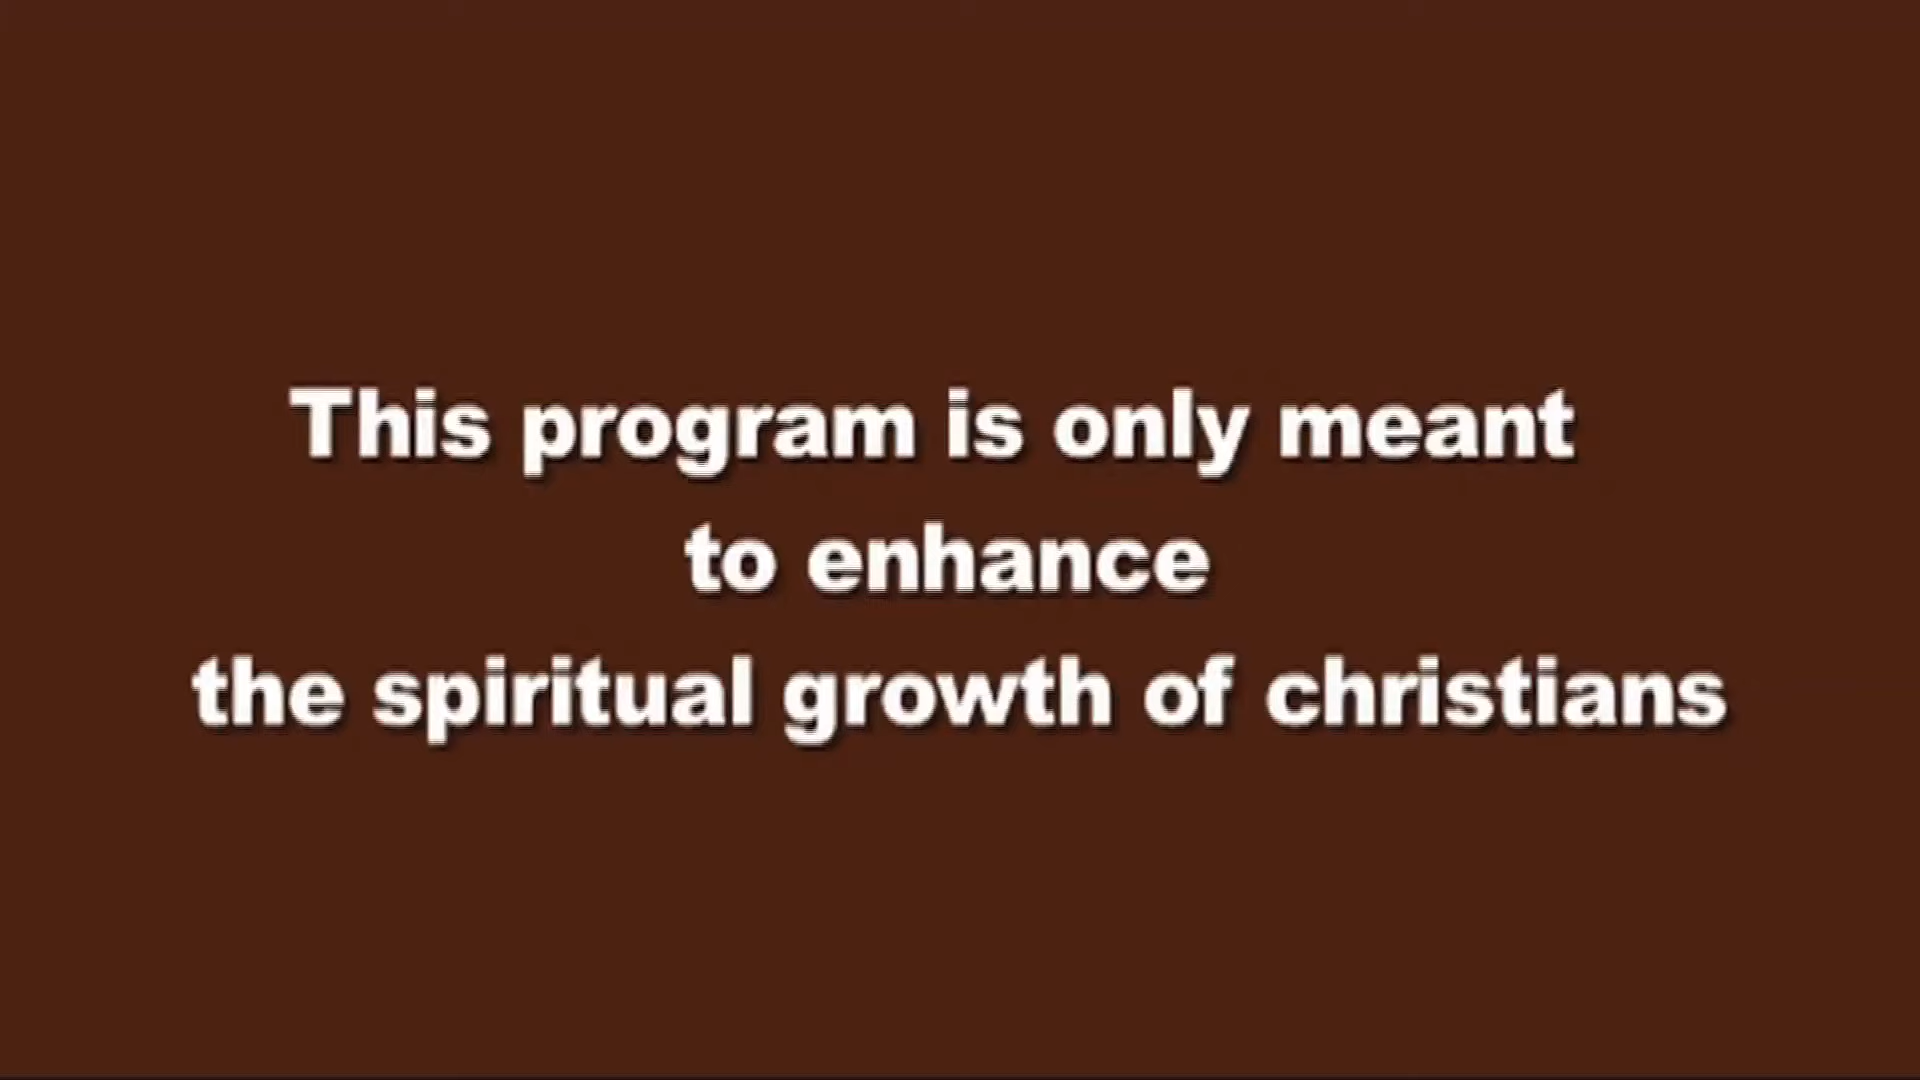 This program is only meant
to enhance
the spiritual growth of christians